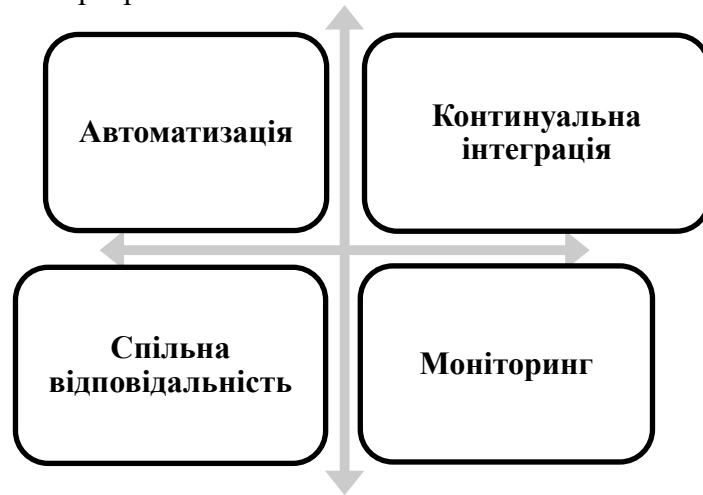 Автоматизація
Континуальна
інтеграція
Спільна
відповідальність
Моніторинг